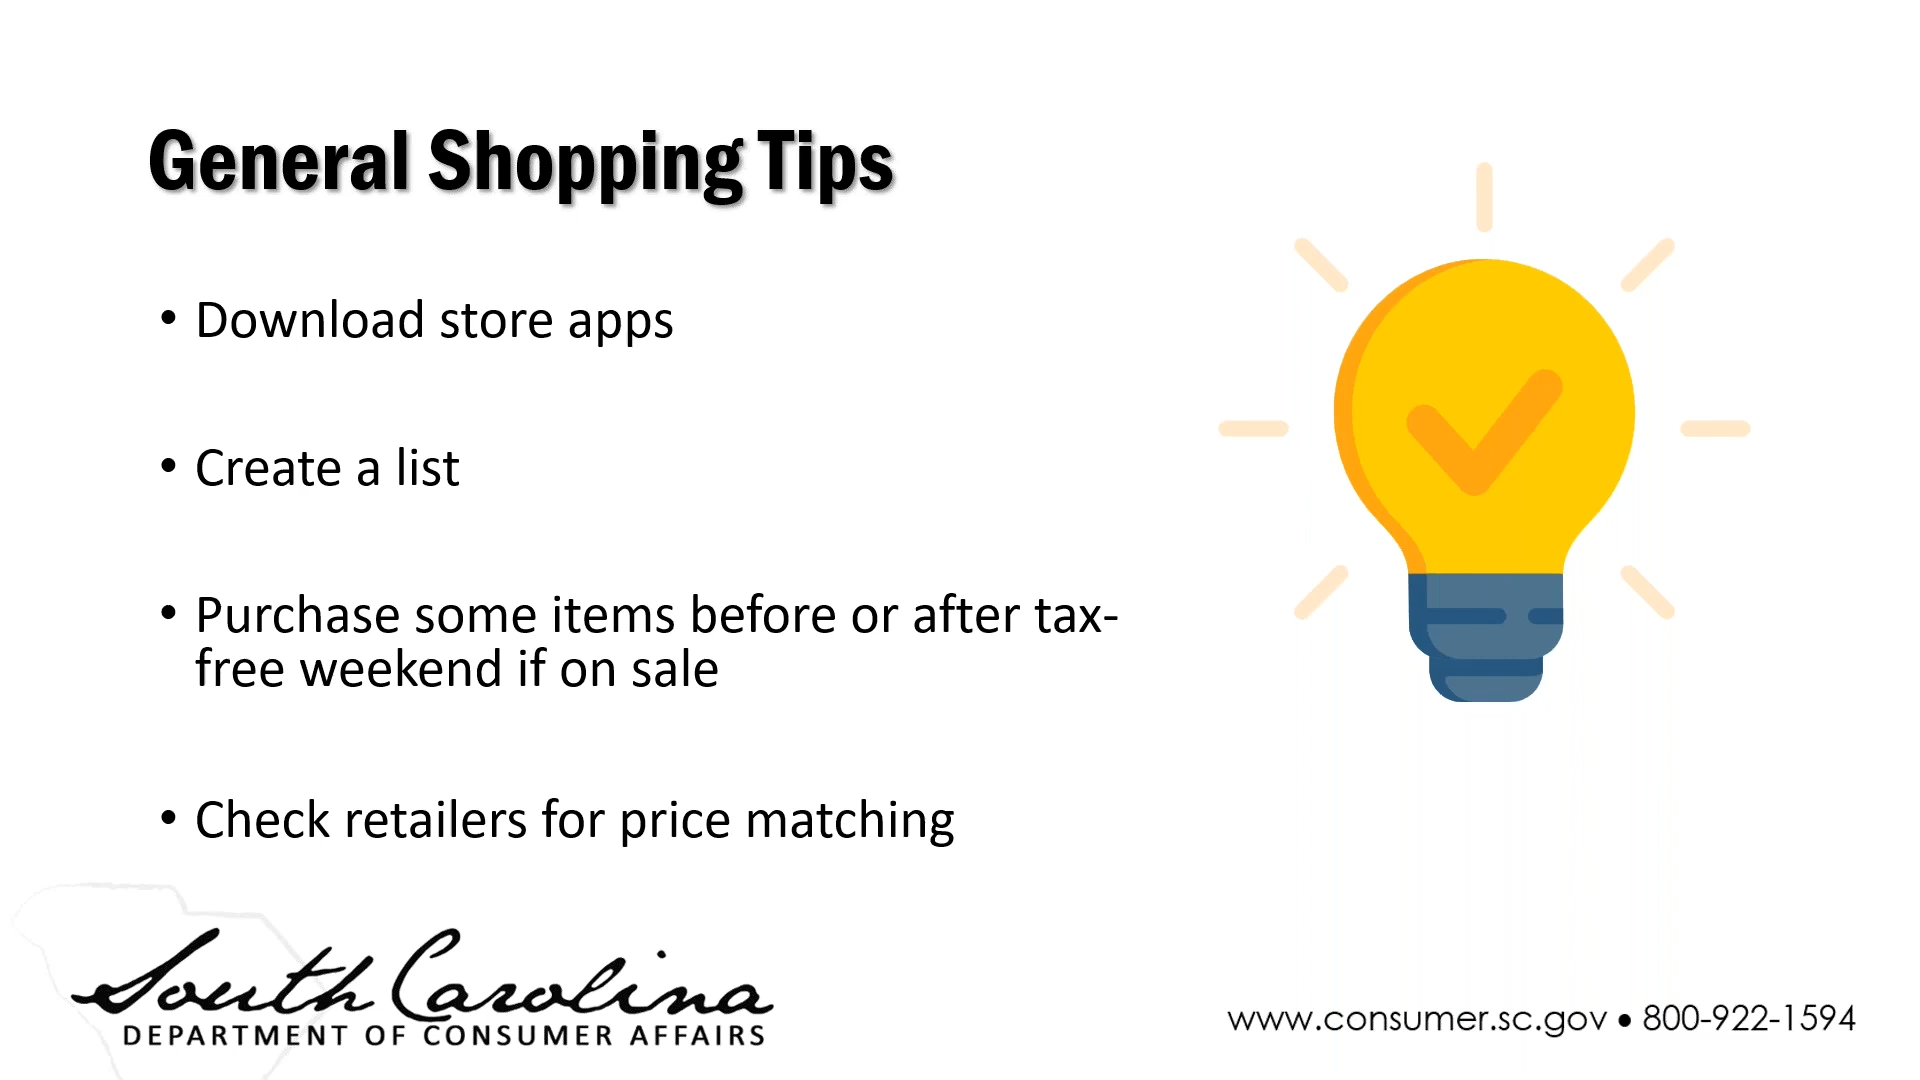 General Shopping Tips
• Download store apps
• Create a list
• Purchase some items before or after tax-
free weekend if on sale
• Check retailers for price matching
South Carolina
DEPARTMENT OF CONSUMER AFFAIRS
www.consumer.sc.gov • 800-922-1594